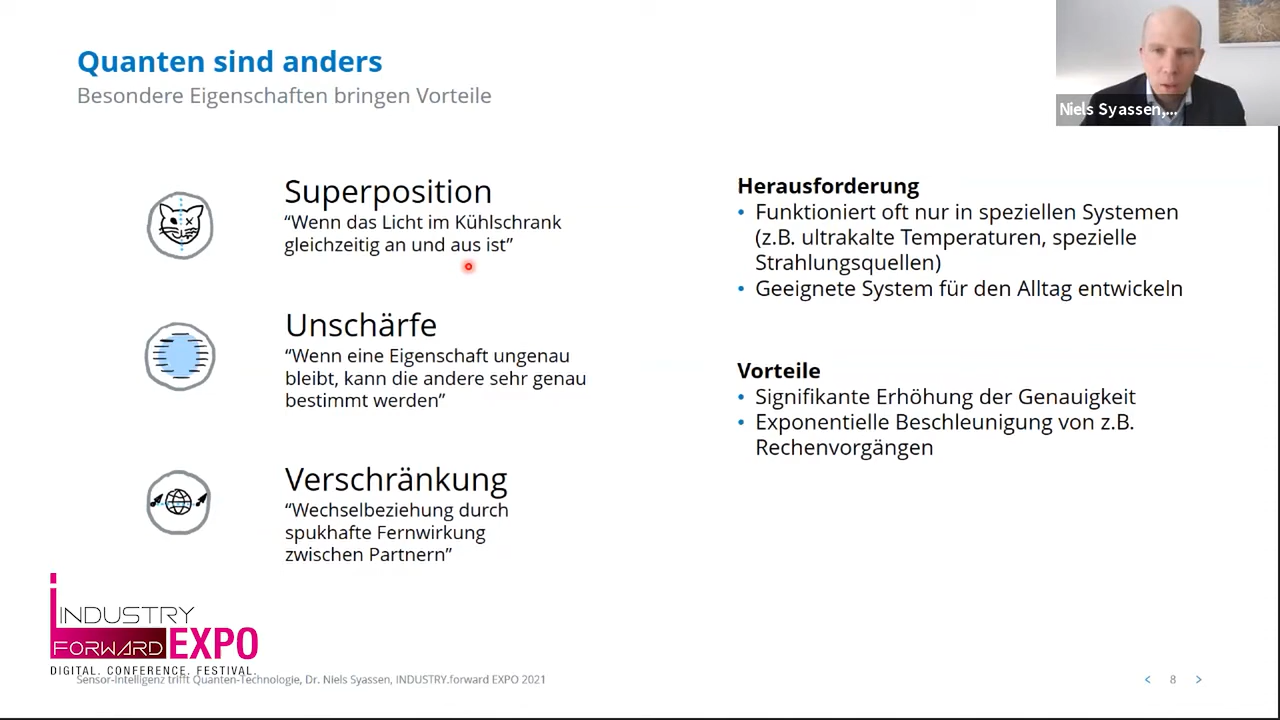 Quanten sind anders
Besondere Eigenschaften bringen Vorteile
Niels Syassen,...
Superposition
“Wenn das Licht im Kühlschrank
gleichzeitig an und aus ist”
Unschärfe
“Wenn eine Eigenschaft ungenau
bleibt, kann die andere sehr genau
bestimmt werden”
Verschränkung
“Wechselbeziehung durch
spukhafte Fernwirkung
zwischen Partnern”
Herausforderung
• Funktioniert oft nur in speziellen Systemen
(z.B. ultrakalte Temperaturen, spezielle
Strahlungsquellen)
• Geeignete System für den Alltag entwickeln
Vorteile
• Signifikante Erhöhung der Genauigkeit
• Exponentielle Beschleunigung von z.B.
Rechenvorgängen
INDUSTRY
FORWARD EXPO
DIGITAL. CONFERENCE. FESTIVAL.
Sensor-Intelligenz trifft Quanten-Technologie, Dr. Niels Syassen, INDUSTRY.forward EXPO 2021
< 8 >